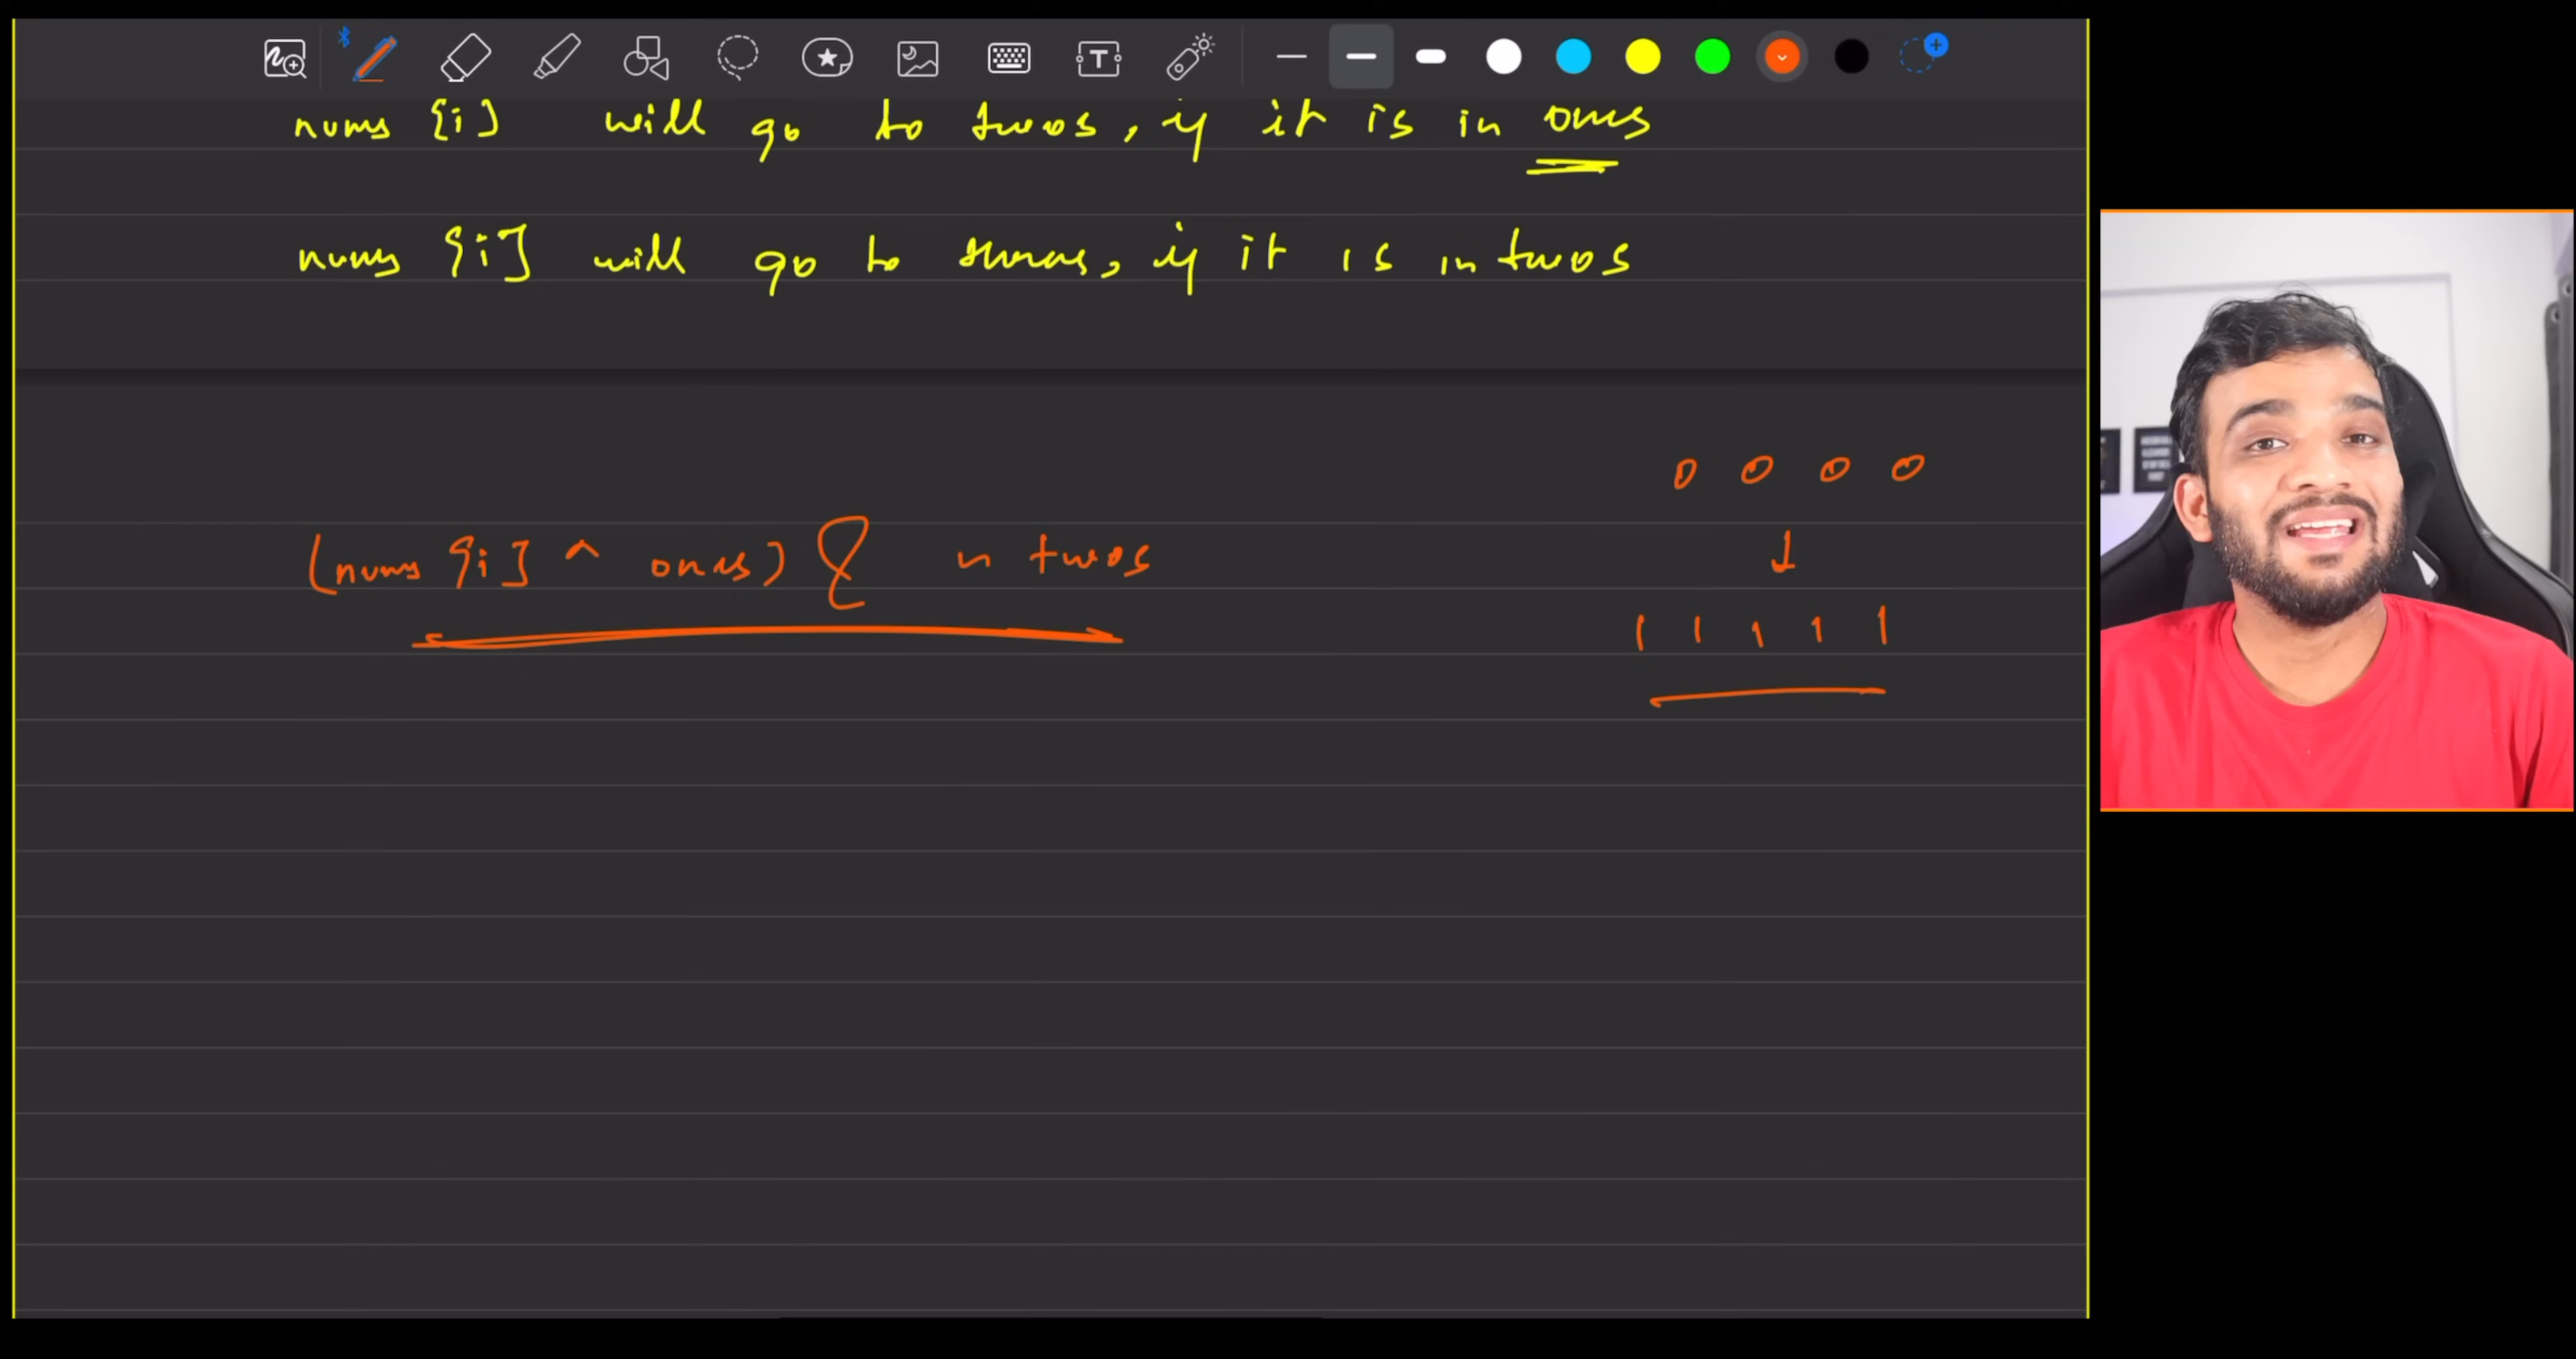 nums [i] will go to twos, if it is in ones
nums [i] will go to threes, if it is in twos
0 0 0 0
(nums [i] ^ ones) & ~ twos
↓
1 1 1 1 1